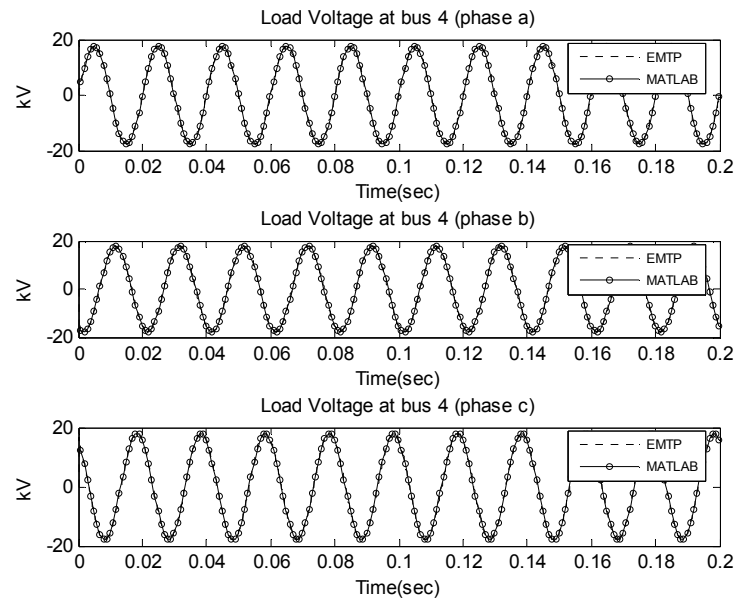 Load Voltage at bus 4 (phase a)
20
0
-20
kV
EMTP
MATLAB
0 0.02 0.04 0.06 0.08 0.1 0.12 0.14 0.16 0.18 0.2
Time(sec)
Load Voltage at bus 4 (phase b)
20
0
-20
kV
EMTP
MATLAB
0 0.02 0.04 0.06 0.08 0.1 0.12 0.14 0.16 0.18 0.2
Time(sec)
Load Voltage at bus 4 (phase c)
20
0
-20
kV
EMTP
MATLAB
0 0.02 0.04 0.06 0.08 0.1 0.12 0.14 0.16 0.18 0.2
Time(sec)